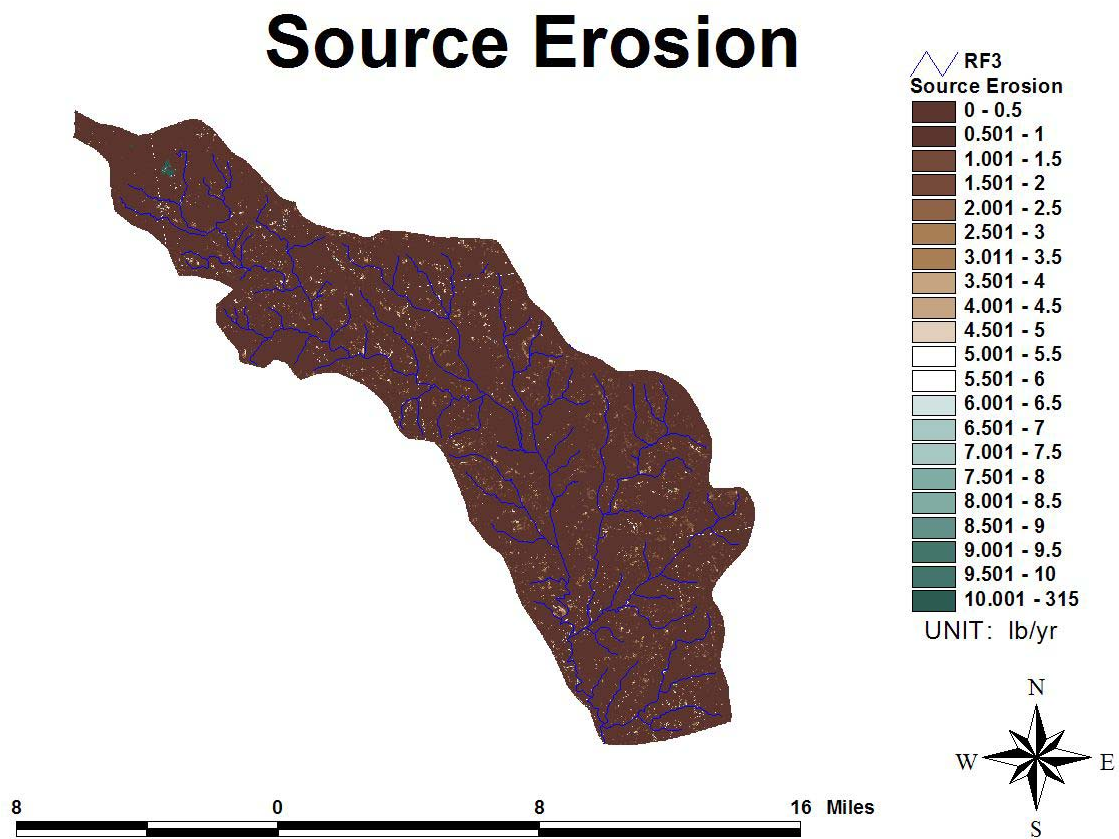 Source Erosion
RF3
Source Erosion
0 - 0.5
0.501 - 1
1.001 - 1.5
1.501 - 2
2.001 - 2.5
2.501 - 3
3.011 - 3.5
3.501 - 4
4.001 - 4.5
4.501 - 5
5.001 - 5.5
5.501 - 6
6.001 - 6.5
6.501 - 7
7.001 - 7.5
7.501 - 8
8.001 - 8.5
8.501 - 9
9.001 - 9.5
9.501 - 10
10.001 - 315
UNIT: lb/yr
N
W E
S
8 0 8 16 Miles